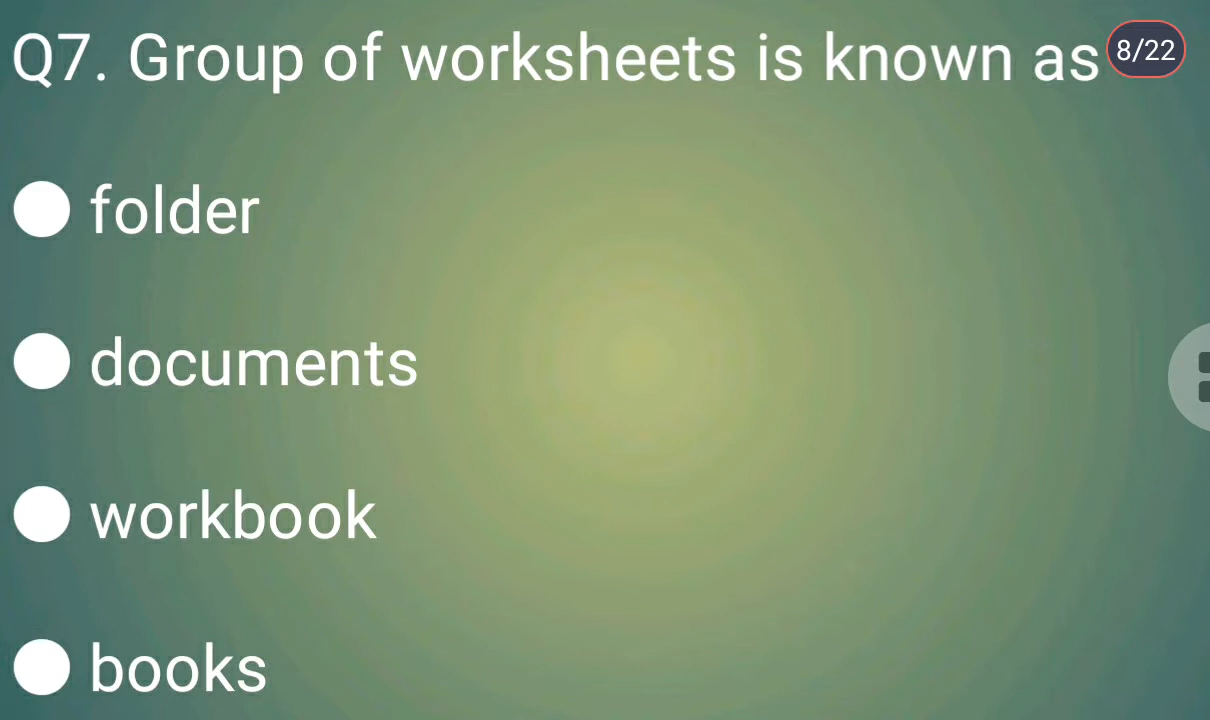 Q7. Group of worksheets is known as 8/22
folder
documents
workbook
books